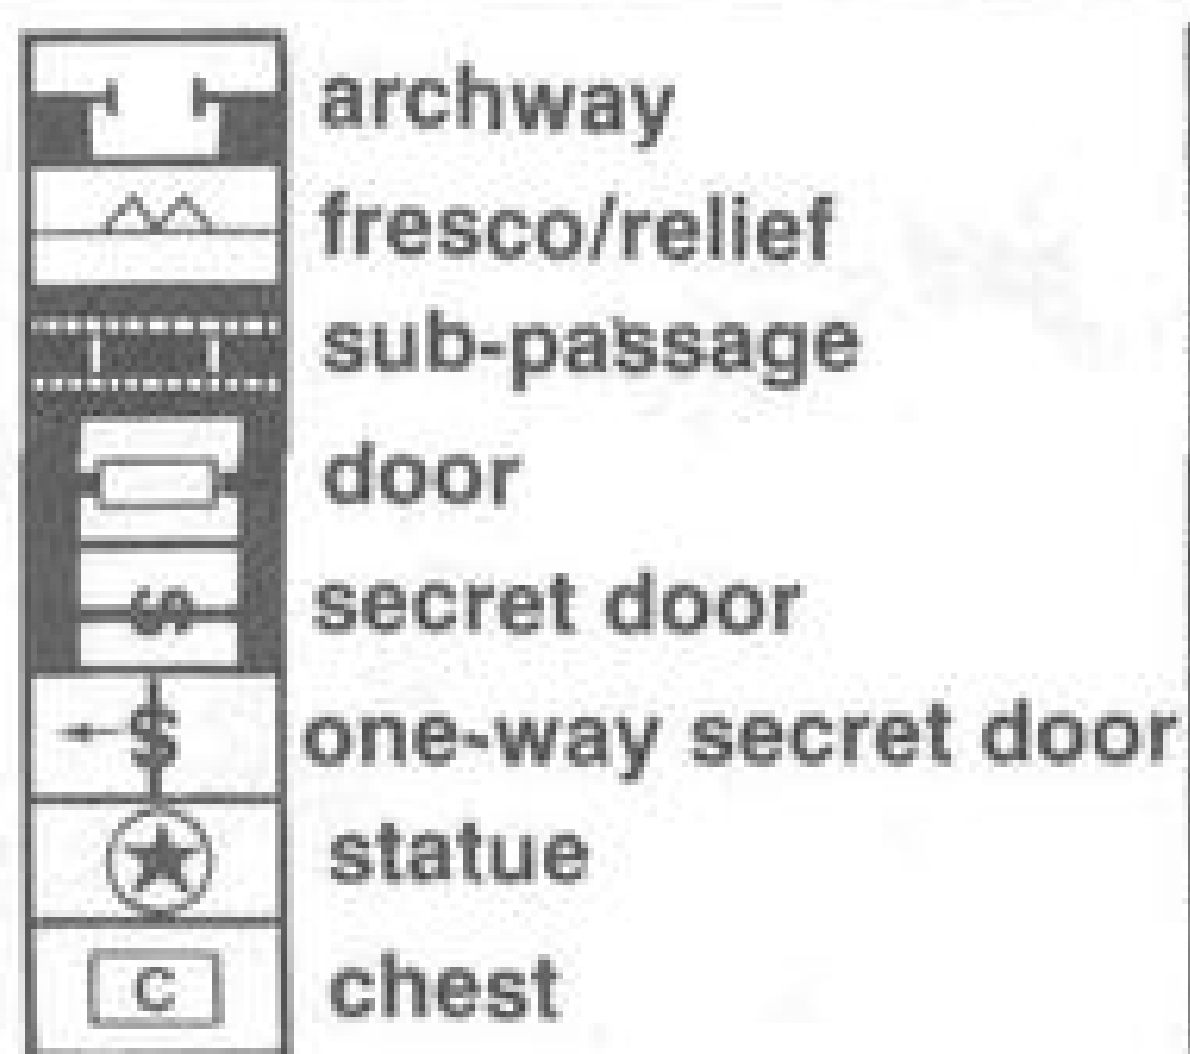 archway
fresco/relief
sub-passage
door
S secret door
S one-way secret door
statue
C chest